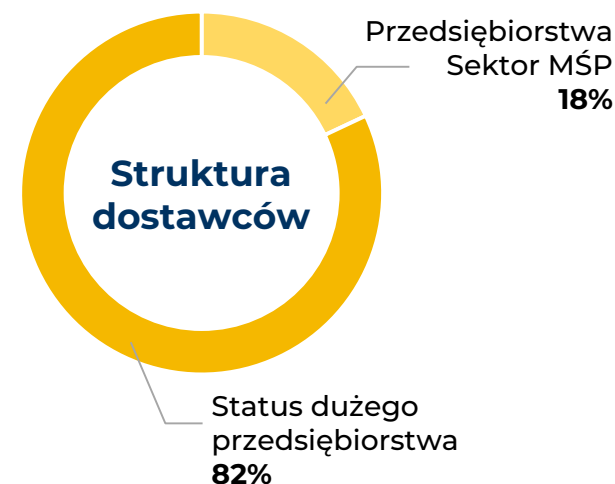 Przedsiębiorstwa
Sektor MŚP
18%
Struktura
dostawców
Status dużego
przedsiębiorstwa
82%